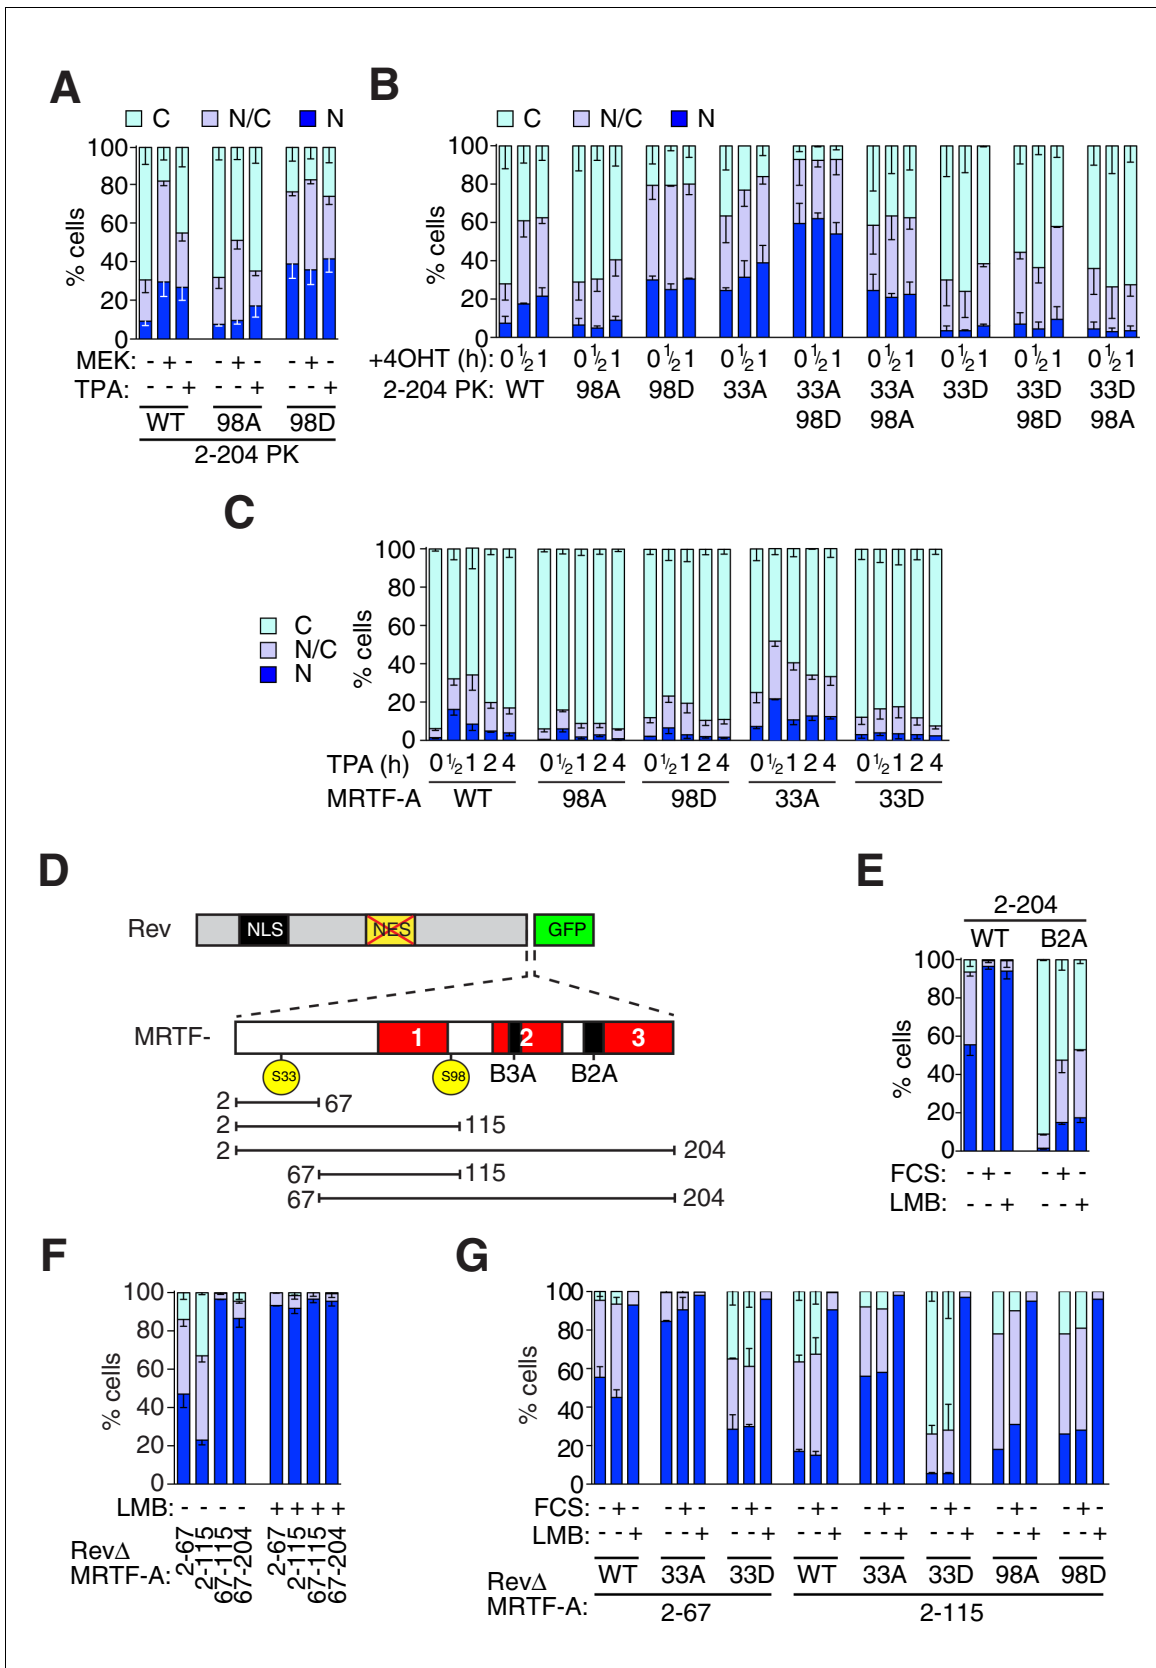 A
C N/C N
100
80
60
40
20
0
% cells
MEK: - + - - + - - + -
TPA: - - + - - + - - +
WT 98A 98D
2-204 PK
B
C N/C N
100
80
60
40
20
0
% cells
+4OHT (h): 0 ½ 1 0 ½ 1 0 ½ 1 0 ½ 1 0 ½ 1 0 ½ 1 0 ½ 1 0 ½ 1 0 ½ 1
2-204 PK: WT 98A 98D 33A 33A 33A 33D 33D 33D
98D 98A 98D 98A
C
C
N/C
N
100
80
60
40
20
0
% cells
TPA (h) 0 ½ 1 2 4 0 ½ 1 2 4 0 ½ 1 2 4 0 ½ 1 2 4 0 ½ 1 2 4
MRTF-A WT 98A 98D 33A 33D
D
Rev NLS NES GFP
MRTF- 1 2 3
S33 S98 B3A B2A
2 67
2 115
2 204
67 115
67 204
E
2-204
WT B2A
100
80
60
40
20
0
% cells
FCS: - + - - + -
LMB: - - + - - +
F
100
80
60
40
20
0
% cells
LMB: - - - - + + + +
RevΔ
MRTF-A: 2-67 2-115 67-115 67-204 2-67 2-115 67-115 67-204
G
100
80
60
40
20
0
% cells
FCS: - + - - + - - + - - + - - + - - + - - + - - + -
LMB: - - + - - + - - + - - + - - + - - + - - + - - +
RevΔ WT 33A 33D WT 33A 33D 98A 98D
MRTF-A: 2-67 2-115